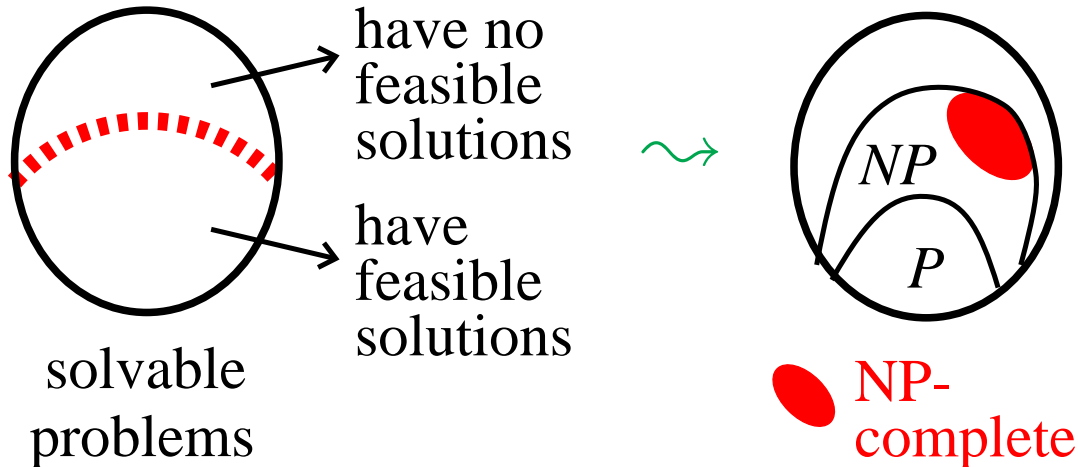 have no
feasible
solutions
have
feasible
solutions
solvable
problems
NP
P
NP-
complete